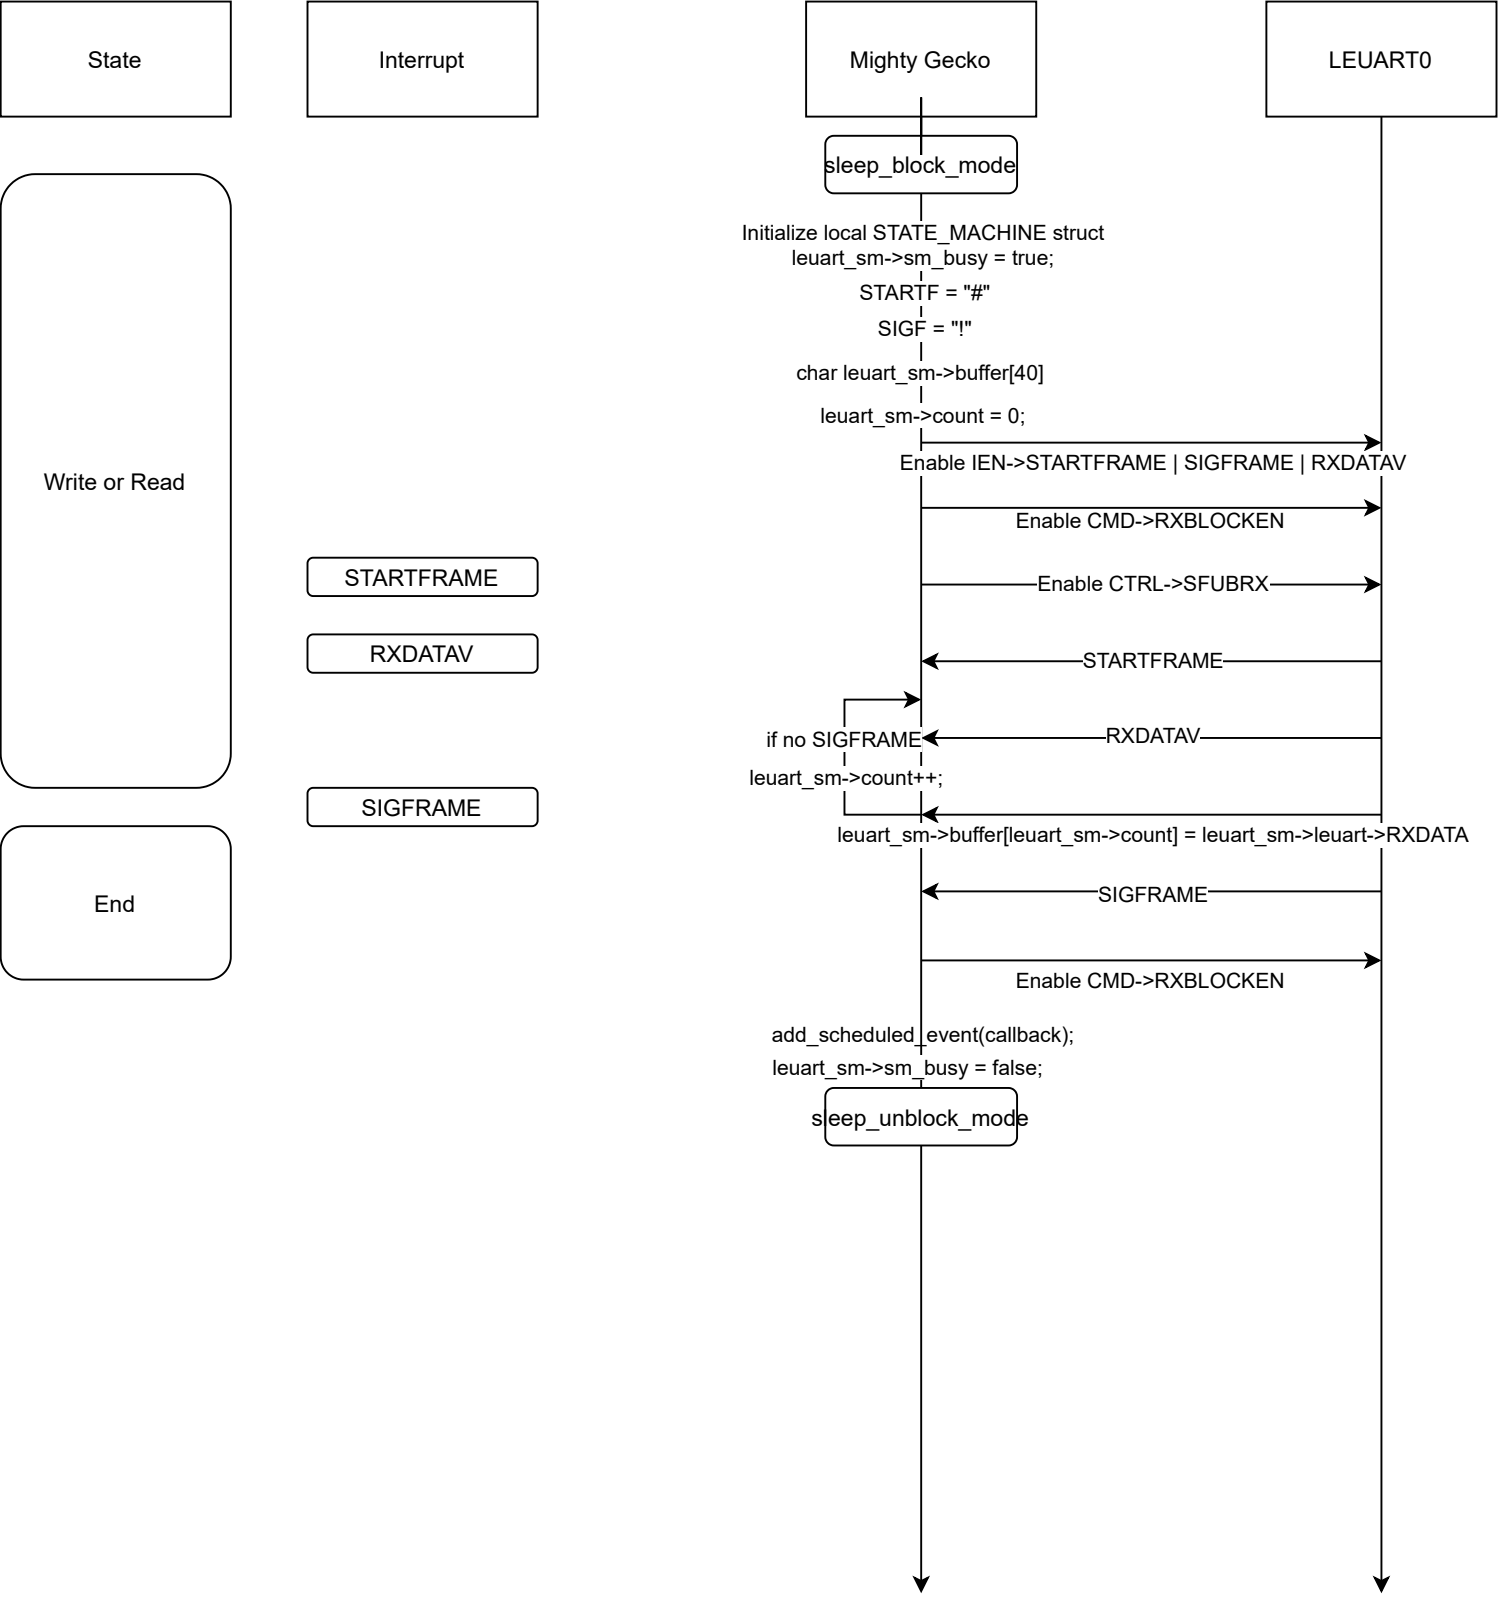 State
Interrupt
Mighty Gecko
LEUART0
sleep_block_mode
Initialize local STATE_MACHINE struct
leuart_sm->sm_busy = true;
STARTF = "#"
SIGF = "!"
char leuart_sm->buffer[40]
leuart_sm->count = 0;
Enable IEN->STARTFRAME | SIGFRAME | RXDATAV
Write or Read
Enable CMD->RXBLOCKEN
STARTFRAME
Enable CTRL->SFUBRX
RXDATAV
STARTFRAME
if no SIGFRAME
RXDATAV
leuart_sm->count++;
SIGFRAME
leuart_sm->buffer[leuart_sm->count] = leuart_sm->leuart->RXDATA
End
SIGFRAME
Enable CMD->RXBLOCKEN
add_scheduled_event(callback);
leuart_sm->sm_busy = false;
sleep_unblock_mode